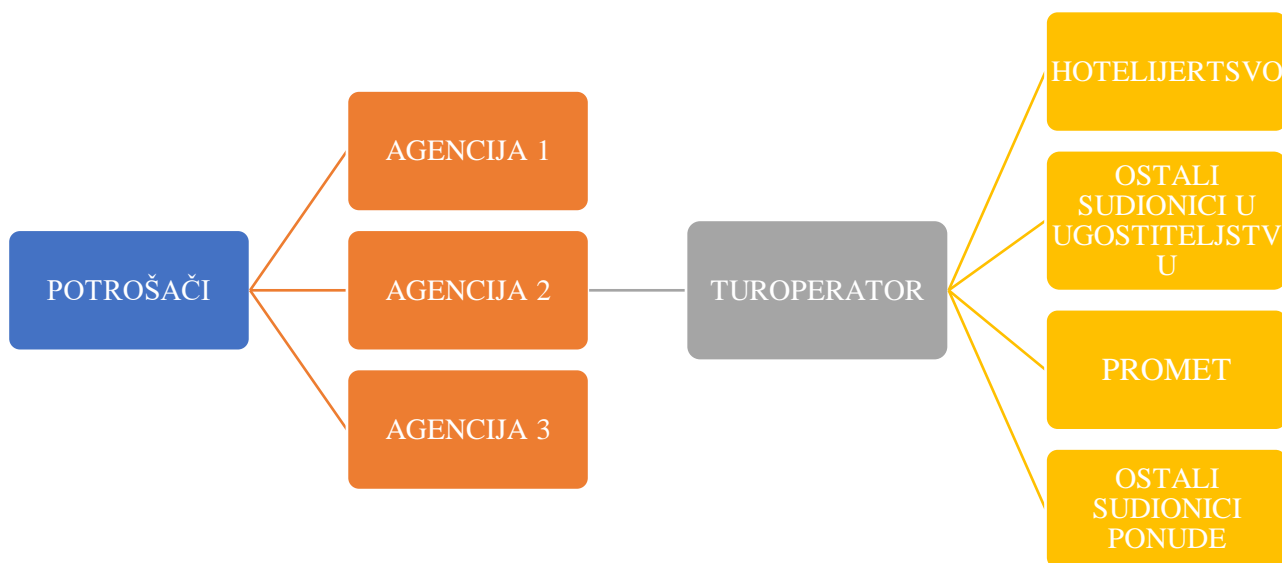 POTROŠAČI
AGENCIJA 1
AGENCIJA 2
AGENCIJA 3
TUROPERATOR
HOTELIJERTSVO
OSTALI
SUDIONICI U
UGOSTITELJSTV
U
PROMET
OSTALI
SUDIONICI
PONUDE